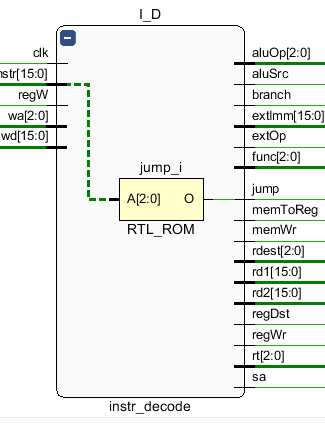 I_D
clk
nstr[15:0]
regW
wa[2:0]
wd[15:0]
jump_i
A[2:0] O
RTL_ROM
aluOp[2:0]
aluSrc
branch
extImm[15:0]
extOp
func[2:0]
jump
memToReg
memWr
rdest[2:0]
rd1[15:0]
rd2[15:0]
regDst
regWr
rt[2:0]
sa
instr_decode